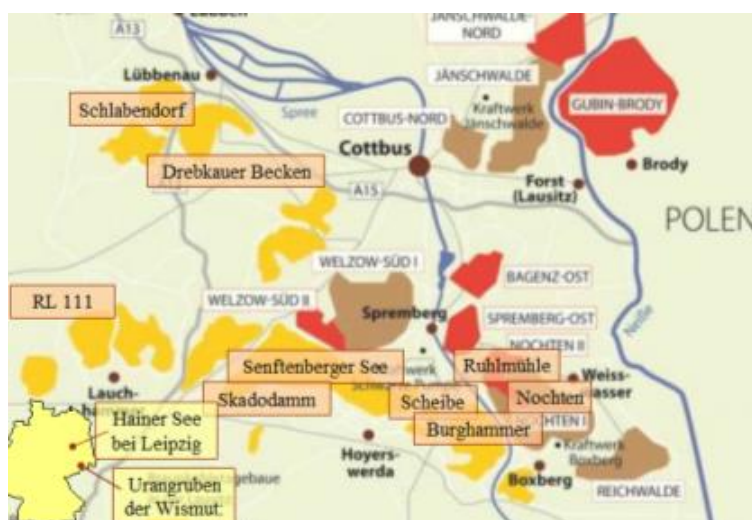 A13
JÄNSCHWALDE-
NORD
Lübbenau
JÄNSCHWALDE
Kraftwerk
Jänschwalde
GUBIN-BRODY
Schlabendorf
Spree
COTTBUS-NORD
Cottbus
Drebkauer Becken
Brody
A15
Forst
(Lausitz)
POLEN
WELZOW-SÜD I
BAGENZ-OST
RL 111
WELZOW-SÜD II
Spremberg
SPREMBERG-OST
Neiße
NOCHTEN II
Senftenberger See
Ruhlmühle
Weiss-
wasser
Lauch-
Skadodamm
Scheibe
Nochten
NOCHTEN I
Hainer See
bei Leipzig
Burghammer
Hoyers-
werda
Kraftwerk
Boxberg
Boxberg
REICHWALDE
Urangruben
der Wismut